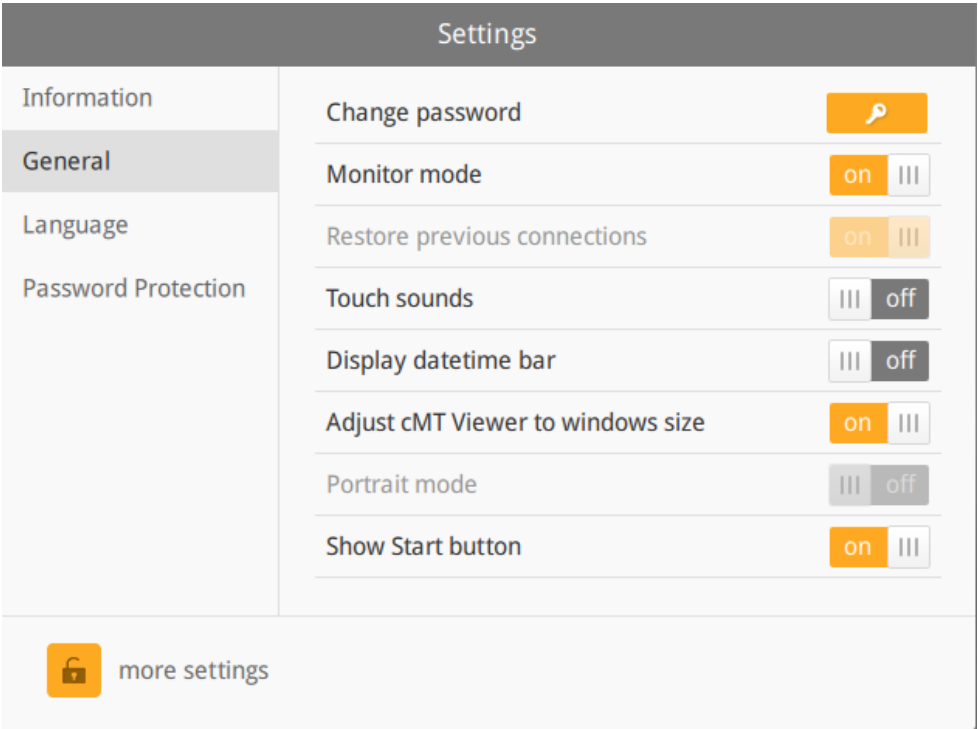 Settings
Information
General
Language
Password Protection
Change password
Monitor mode on
Restore previous connections on
Touch sounds off
Display datetime bar off
Adjust cMT Viewer to windows size on
Portrait mode off
Show Start button on
more settings